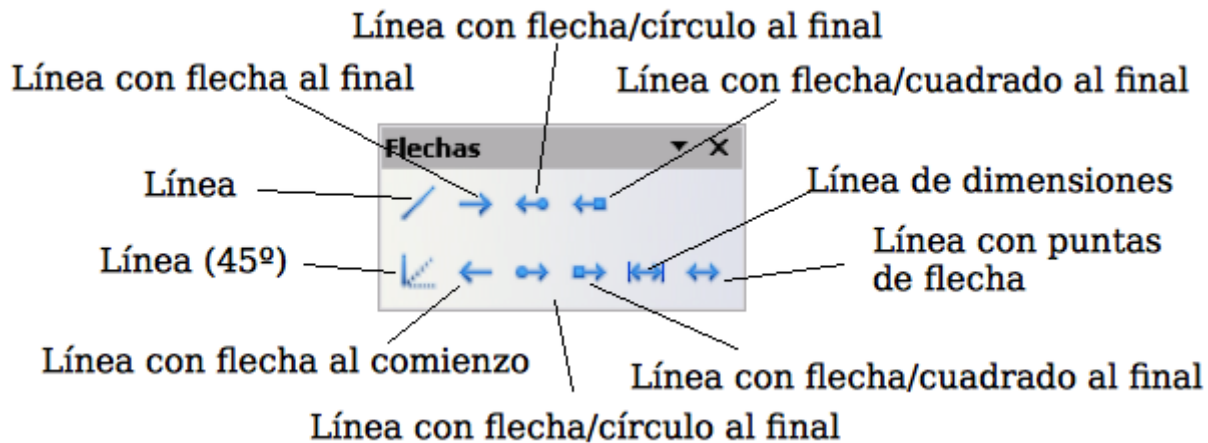 Línea con flecha/círculo al final
Línea con flecha al final
Línea con flecha/cuadrado al final
Flechas
Línea
Línea de dimensiones
Línea (45º)
Línea con puntas
de flecha
Línea con flecha al comienzo
Línea con flecha/cuadrado al final
Línea con flecha/círculo al final